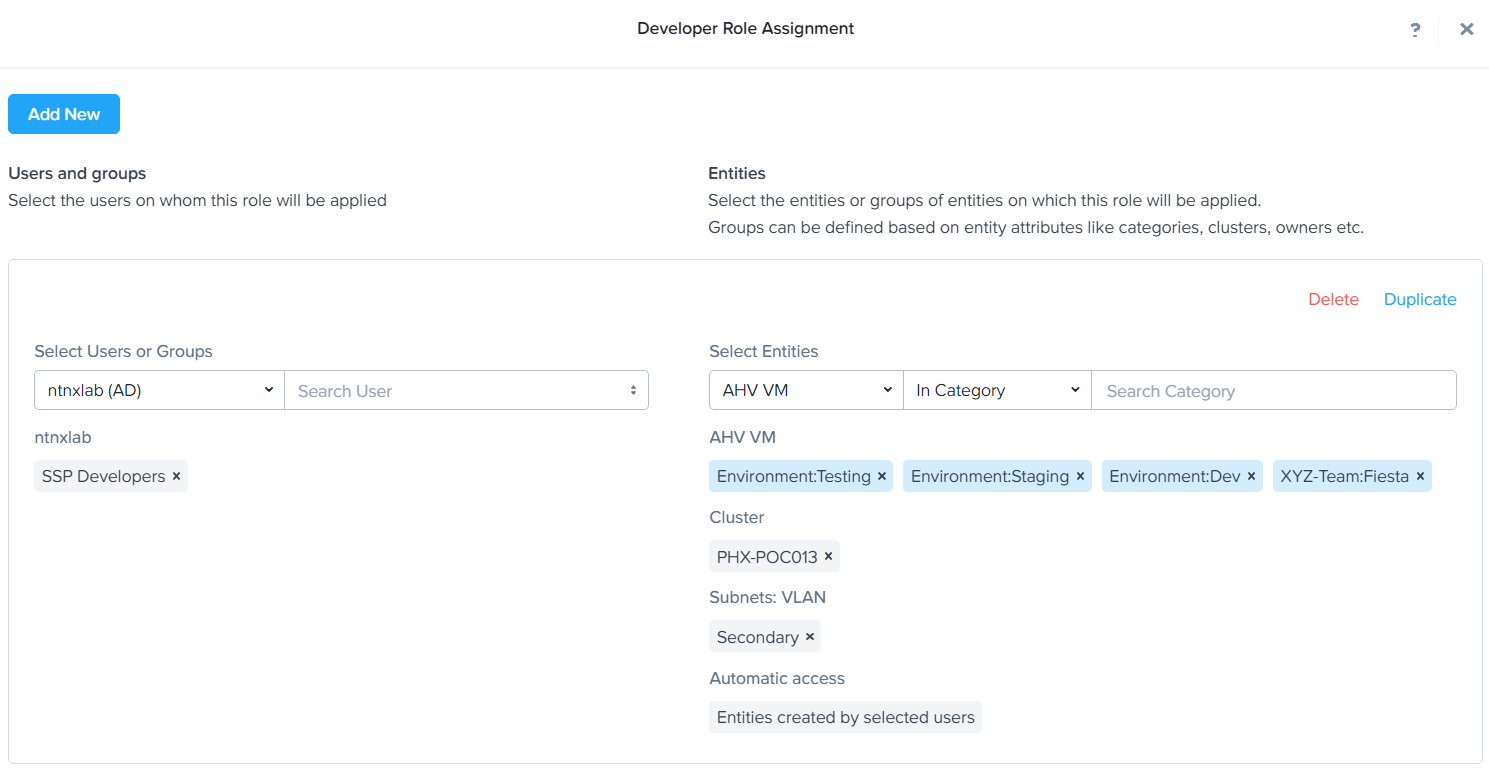 Developer Role Assignment
?
Add New
Users and groups
Select the users on whom this role will be applied
Entities
Select the entities or groups of entities on which this role will be applied.
Groups can be defined based on entity attributes like categories, clusters, owners etc.
Delete Duplicate
Select Users or Groups
ntnxlab (AD) Search User
ntnxlab
SSP Developers ×
Select Entities
AHV VM In Category Search Category
AHV VM
Environment:Testing × Environment:Staging × Environment:Dev × XYZ-Team:Fiesta ×
Cluster
PHX-POC013 ×
Subnets: VLAN
Secondary ×
Automatic access
Entities created by selected users